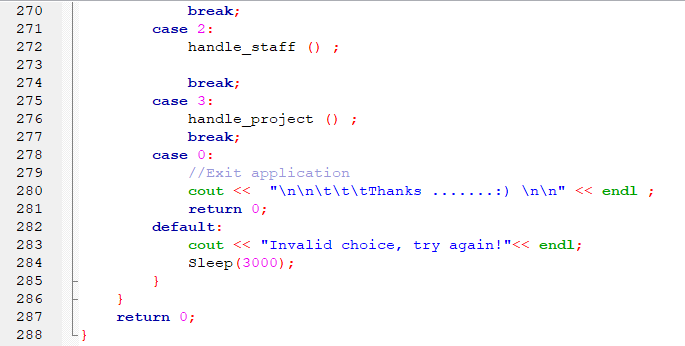 270 break;
271 case 2:
272 handle_staff () ;
273
274 break;
275 case 3:
276 handle_project () ;
277 break;
278 case 0:
279 //Exit application
280 cout <<  "\n\n\t\t\tThanks .......:) \n\n" << endl ;
281 return 0;
282 default:
283 cout << "Invalid choice, try again!"<< endl;
284 Sleep(3000);
285 }
286 }
287 return 0;
288 }